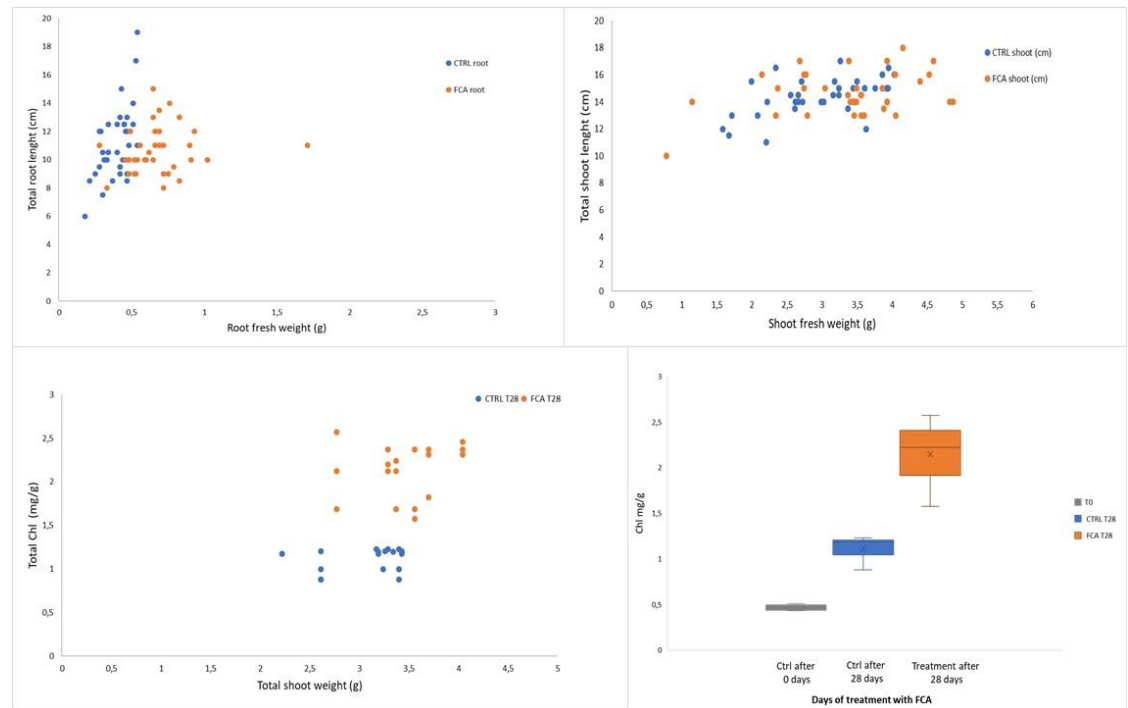 20
18
16
14
12
10
8
6
4
2
0
Total root lenght (cm)
0 0,5 1 1,5 2 2,5 3
Root fresh weight (g)
CTRL root
FCA root
20
18
16
14
12
10
8
6
4
2
0
Total shoot lenght (cm)
0 0,5 1 1,5 2 2,5 3 3,5 4 4,5 5 6
Shoot fresh weight (g)
CTRL shoot (cm)
FCA shoot (cm)
3
2,5
2
1,5
1
0,5
0
Total Chl (mg/g)
0 0,5 1 1,5 2 2,5 3 3,5 4 4,5 5
Total shoot weight (g)
CTRL T28 FCA T28
3
2,5
2
1,5
1
0,5
0
Chl mg/g
T0
CTRL T28
FCA T28
Ctrl after
0 days
Ctrl after
28 days
Treatment after
28 days
Days of treatment with FCA